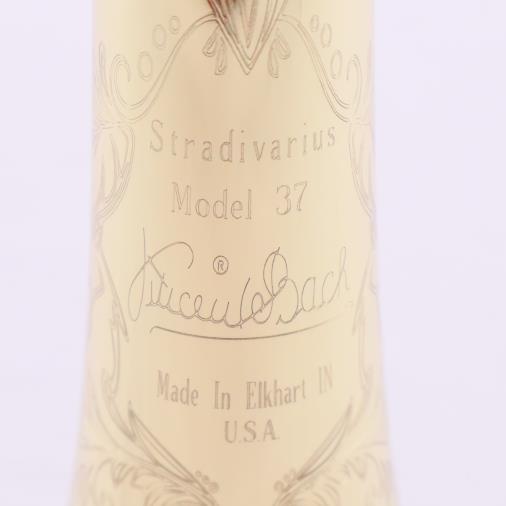 Stradivarius
Model 37
®
Vincent Bach
Made In Elkhart IN
U.S.A.